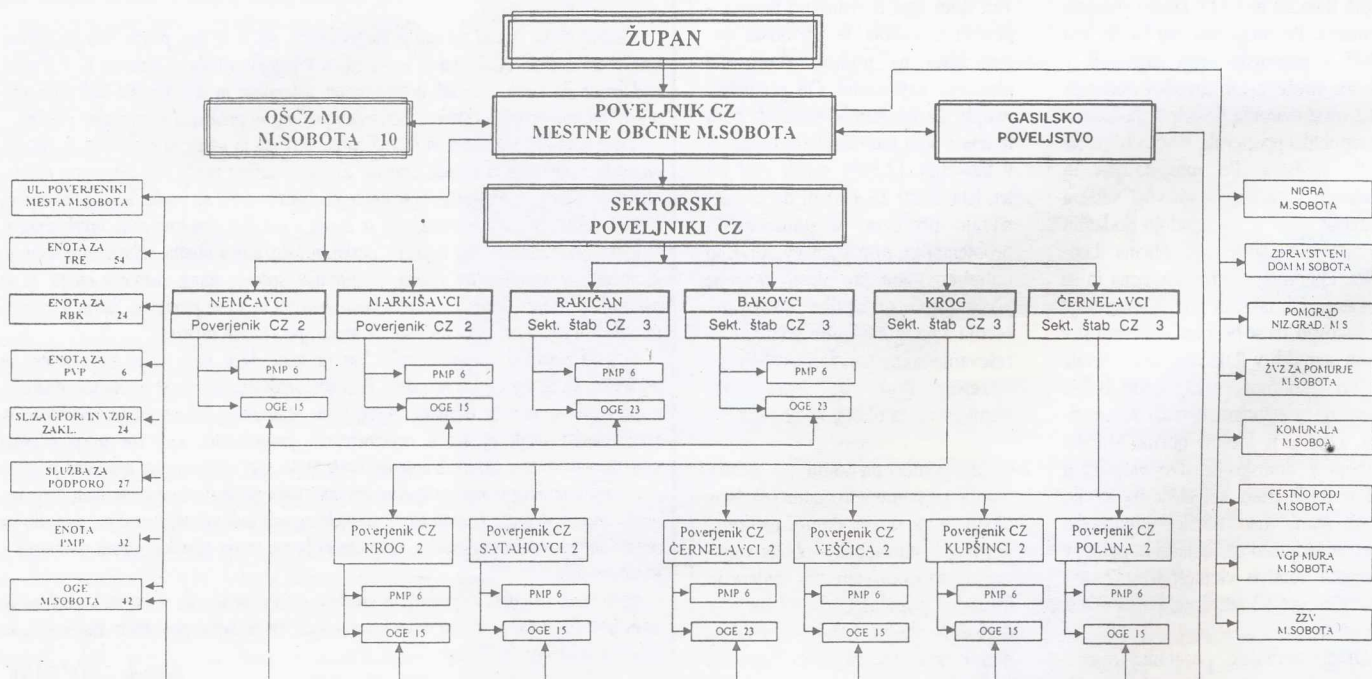 ŽUPAN
OŠCZ MO
M.SOBOTA 10
POVELJNIK CZ
MESTNE OBČINE M.SOBOTA
GASILSKO
POVELJSTVO
SEKTORSKI
POVELJNIKI CZ
UL. POVERJENIKI
MESTA M.SOBOTA
ENOTA ZA
TRE 54
ENOTA ZA
RBK 24
ENOTA ZA
PVP 6
SL.ZA UPOR. IN VZDR.
ZAKL. 24
SLUŽBA ZA
PODPORO 27
ENOTA
PMP 32
OGE
M.SOBOTA 42
NEMČAVCI
Poverjenik CZ 2
PMP 6
OGE 15
MARKIŠAVCI
Poverjenik CZ 2
PMP 6
OGE 15
RAKIČAN
Sekt. štab CZ 3
PMP 6
OGE 23
BAKOVCI
Sekt. štab CZ 3
PMP 6
OGE 23
KROG
Sekt. štab CZ 3
ČERNELAVCI
Sekt. štab CZ 3
Poverjenik CZ
KROG 2
PMP 6
OGE 15
Poverjenik CZ
SATAHOVCI 2
PMP 6
OGE 15
Poverjenik CZ
ČERNELAVCI 2
PMP 6
OGE 23
Poverjenik CZ
VEŠČICA 2
PMP 6
OGE 15
Poverjenik CZ
KUPŠINCI 2
PMP 6
OGE 15
Poverjenik CZ
POLANA 2
PMP 6
OGE 15
NIGRA
M.SOBOTA
ZDRAVSTVENI
DOM M SOBOTA
POMGRAD
NIZ.GRAD. M S
ŽVZ ZA POMURJE
M.SOBOTA
KOMUNALA
M.SOBOA
CESTNO PODJ
M.SOBOTA
VGP MURA
M.SOBOTA
ZZV
M.SOBOTA